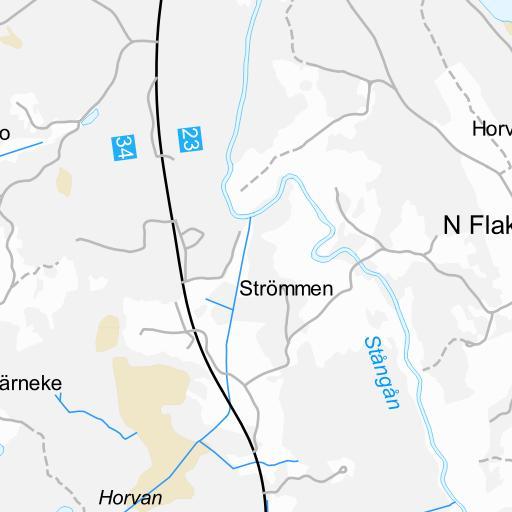 o
34
23
Horv
N Flak
Strömmen
Stångån
ärneke
Horvan